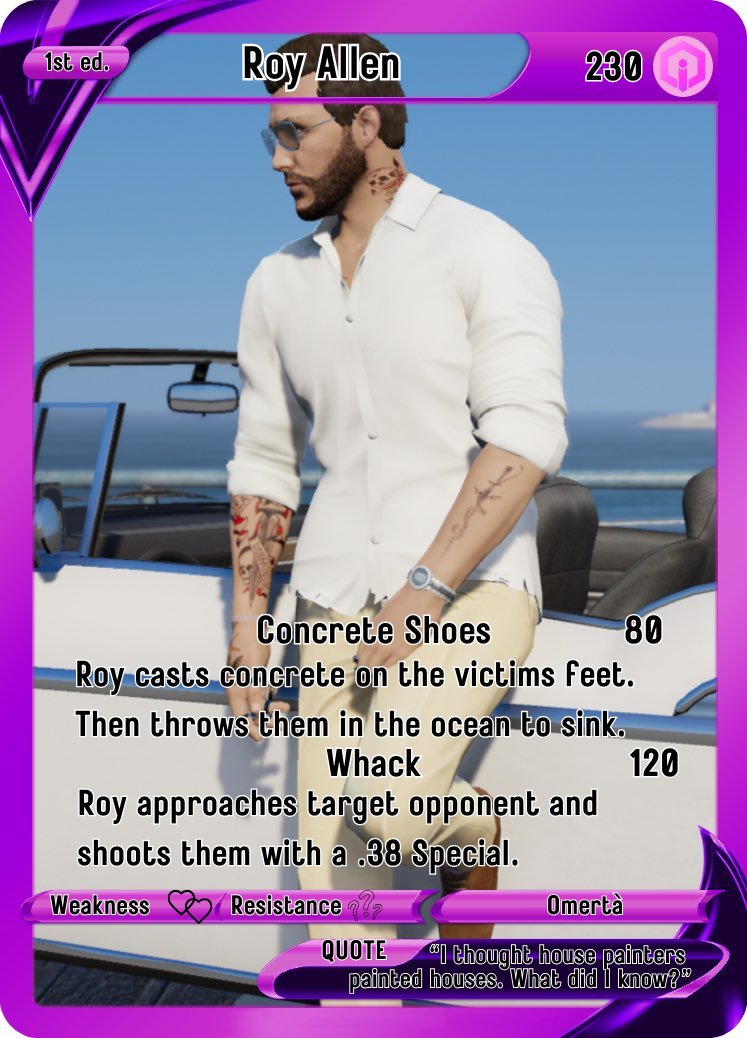 1st ed.
Roy Allen
230
Concrete Shoes 80
Roy casts concrete on the victims feet.
Then throws them in the ocean to sink.
Whack 120
Roy approaches target opponent and
shoots them with a .38 Special.
Weakness Resistance ??? Omertà
QUOTE “I thought house painters
painted houses. What did I know?”